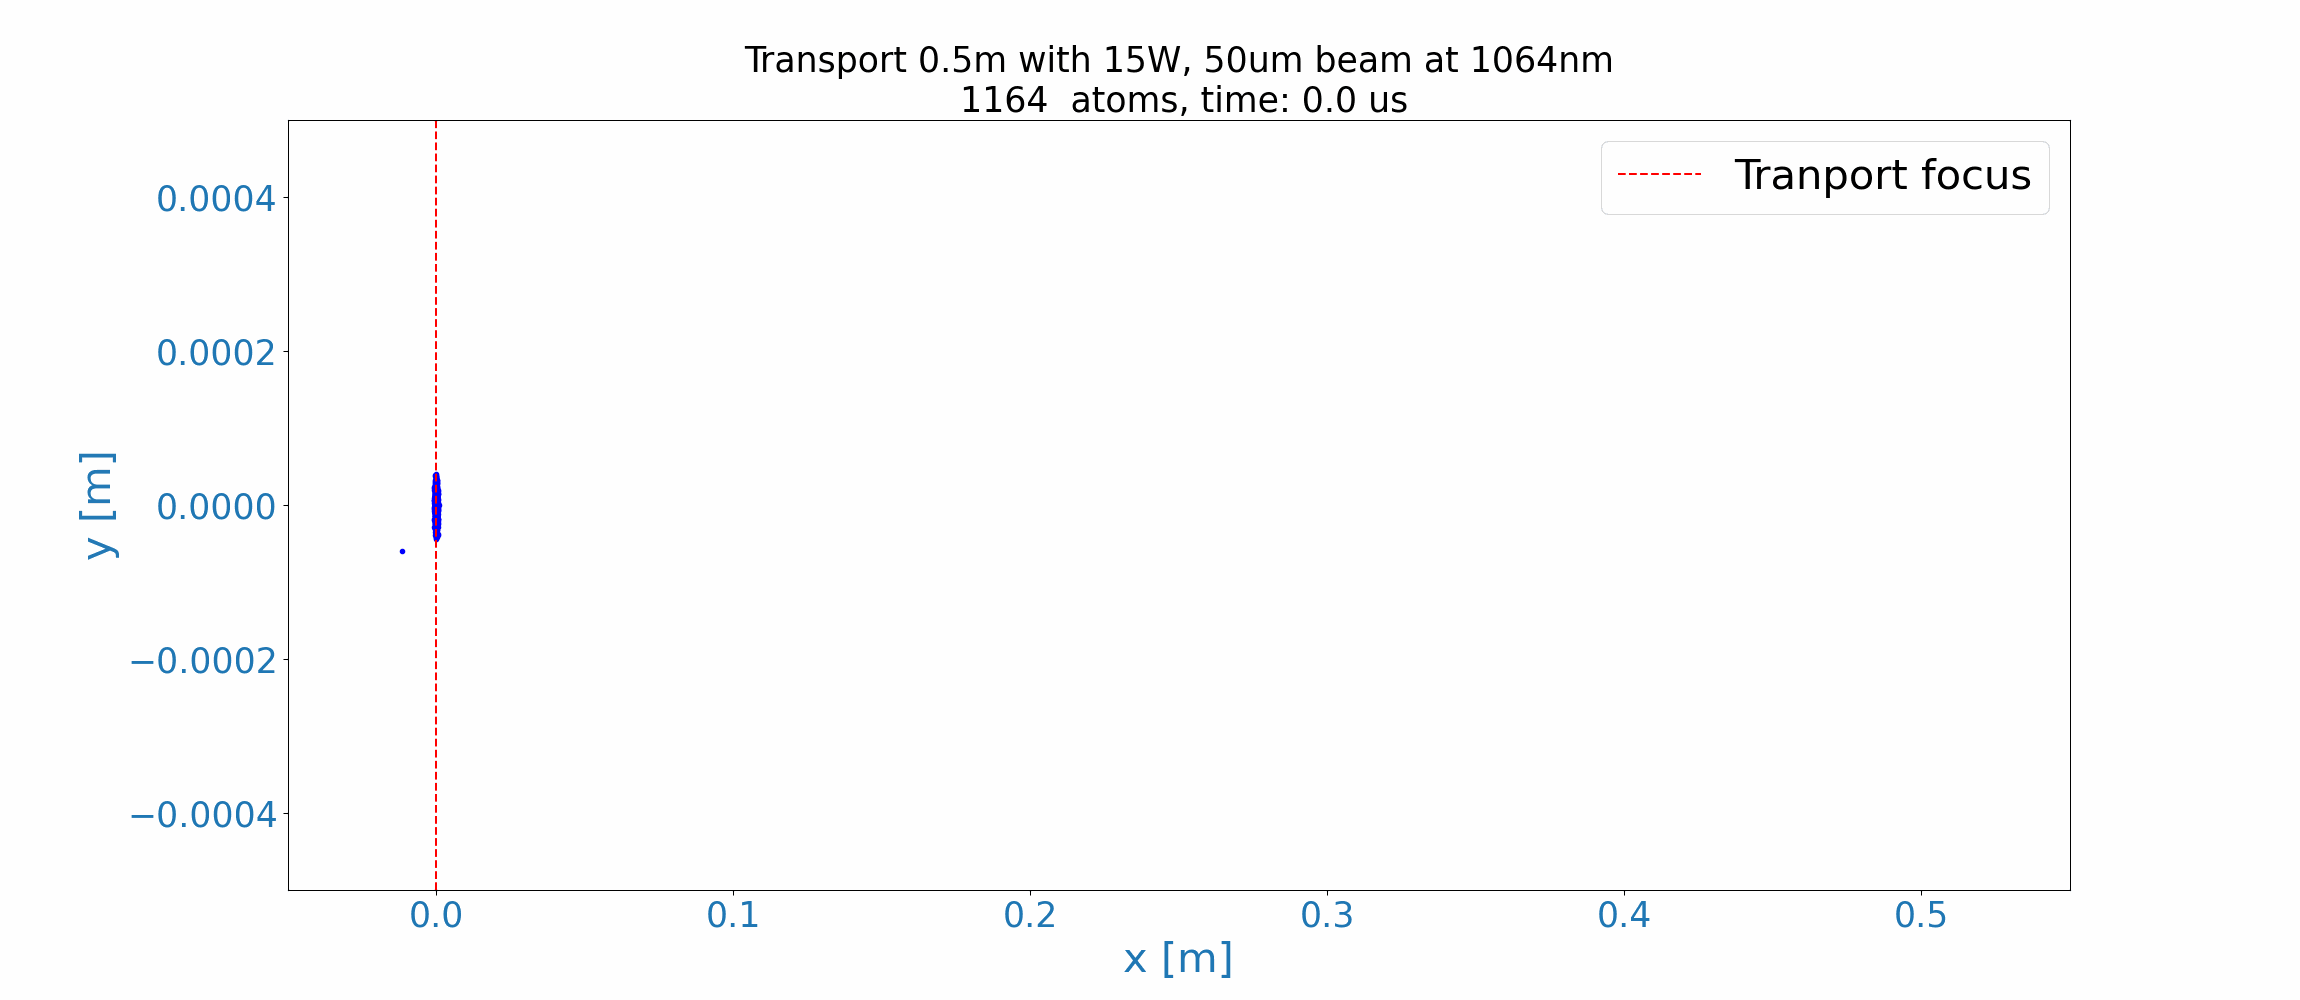 Transport 0.5m with 15W, 50um beam at 1064nm
1164  atoms, time: 0.0 us
Tranport focus
0.0004
0.0002
0.0000
−0.0002
−0.0004
y [m]
0.0 0.1 0.2 0.3 0.4 0.5
x [m]